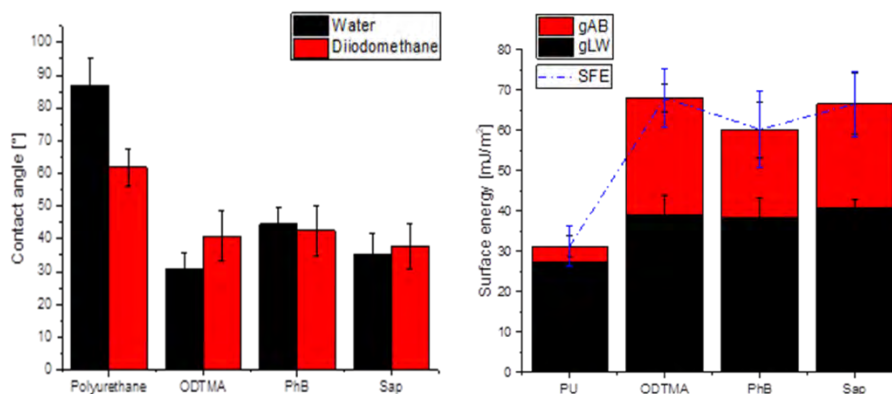 Water
Diiodomethane
Contact angle [°]
100
90
80
70
60
50
40
30
20
10
0
Polyurethane
ODTMA
PhB
Sap
gAB
gLW
SFE
Surface energy [mJ/m²]
80
70
60
50
40
30
20
10
0
PU
ODTMA
PhB
Sap